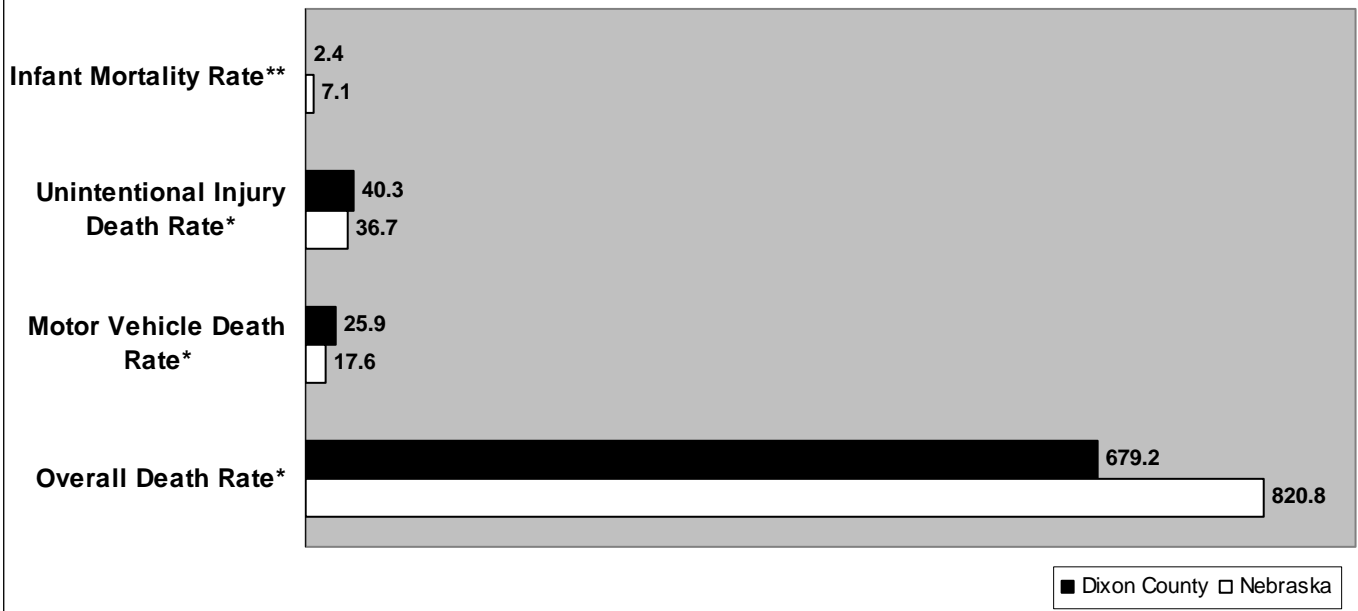 Infant Mortality Rate**
2.4
7.1
Unintentional Injury
Death Rate*
40.3
36.7
Motor Vehicle Death
Rate*
25.9
17.6
Overall Death Rate*
679.2
820.8
Dixon County Nebraska